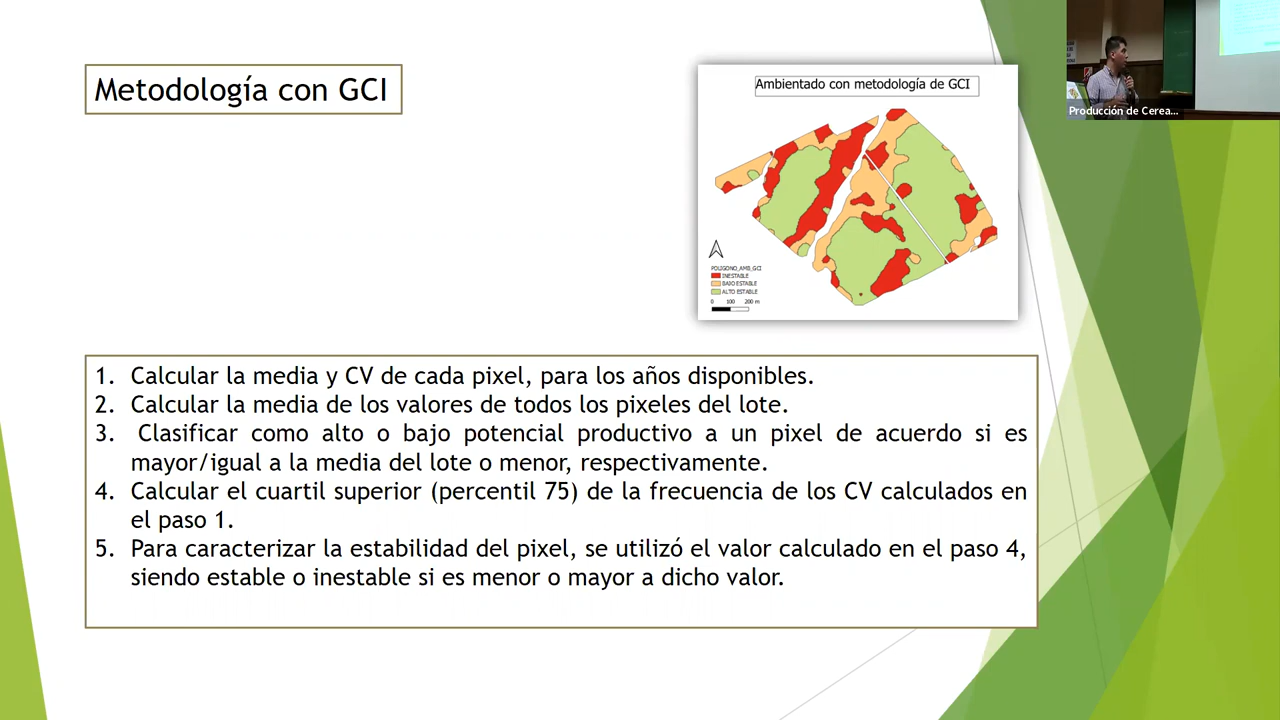 Metodología con GCI
Ambientado con metodología de GCI
POLIGONO_AMB_GCI
INESTABLE
BAJO ESTABLE
ALTO ESTABLE
0 100 200 m
Producción de Cerea...
1. Calcular la media y CV de cada pixel, para los años disponibles.
2. Calcular la media de los valores de todos los pixeles del lote.
3. Clasificar como alto o bajo potencial productivo a un pixel de acuerdo si es
mayor/igual a la media del lote o menor, respectivamente.
4. Calcular el cuartil superior (percentil 75) de la frecuencia de los CV calculados en
el paso 1.
5. Para caracterizar la estabilidad del pixel, se utilizó el valor calculado en el paso 4,
siendo estable o inestable si es menor o mayor a dicho valor.